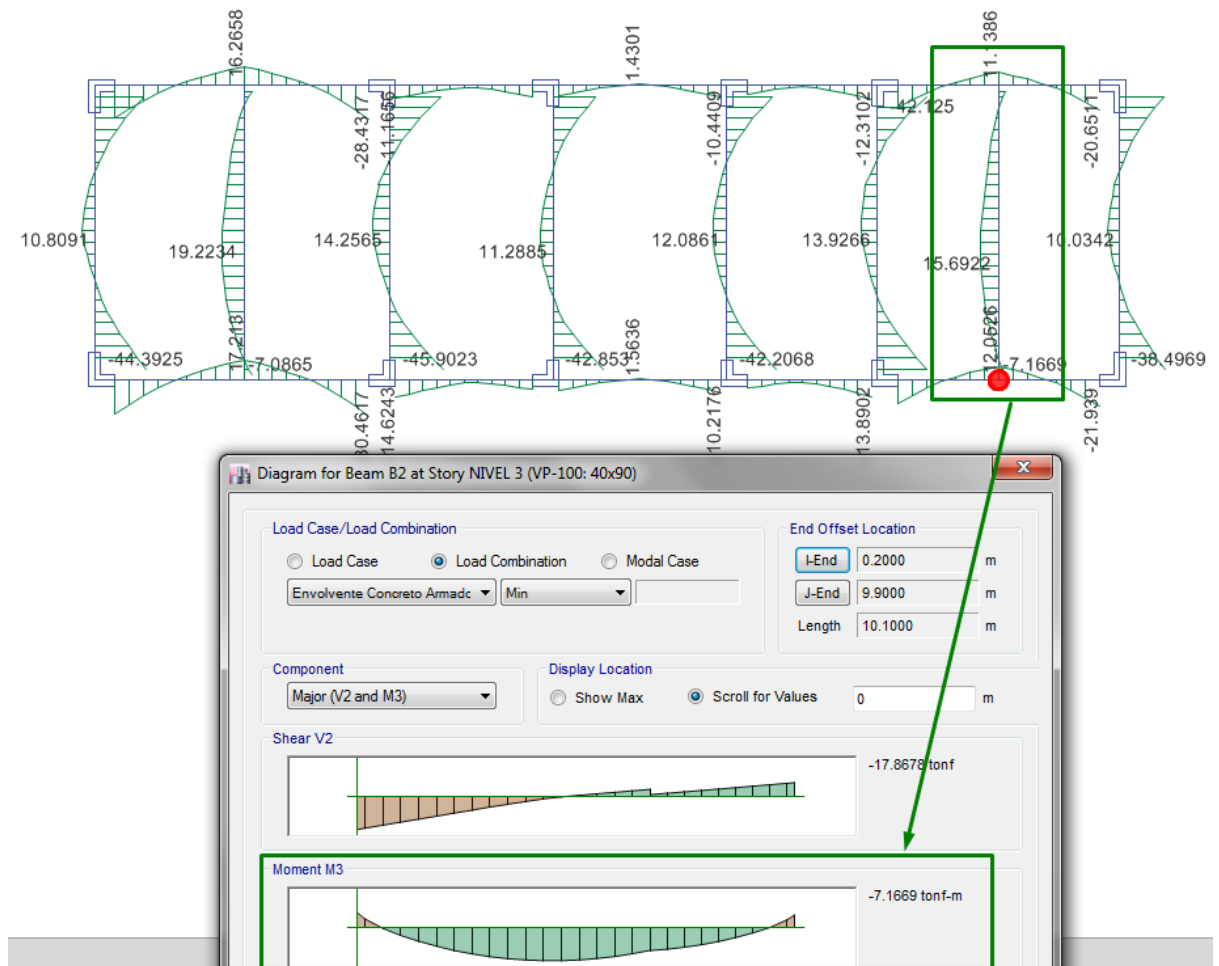 16.2658
1.4301
11.1386
-28.4317
-11.1656
-10.4409
-12.3102
-42.125
-20.6511
10.8091
19.2234
14.2565
11.2885
12.0861
13.9266
15.6922
10.0342
-44.3925
17.213
-7.0865
-45.9023
-42.853
1.5636
-42.2068
12.0526
-7.1669
-38.4969
30.4617
14.6243
10.2176
13.8902
-21.939
Diagram for Beam B2 at Story NIVEL 3 (VP-100: 40x90)
Load Case/Load Combination
Load Case Load Combination Modal Case
Envolvente Concreto Armadc Min
End Offset Location
I-End 0.2000 m
J-End 9.9000 m
Length 10.1000 m
Component
Major (V2 and M3)
Display Location
Show Max Scroll for Values 0 m
Shear V2
-17.8678 tonf
Moment M3
-7.1669 tonf-m